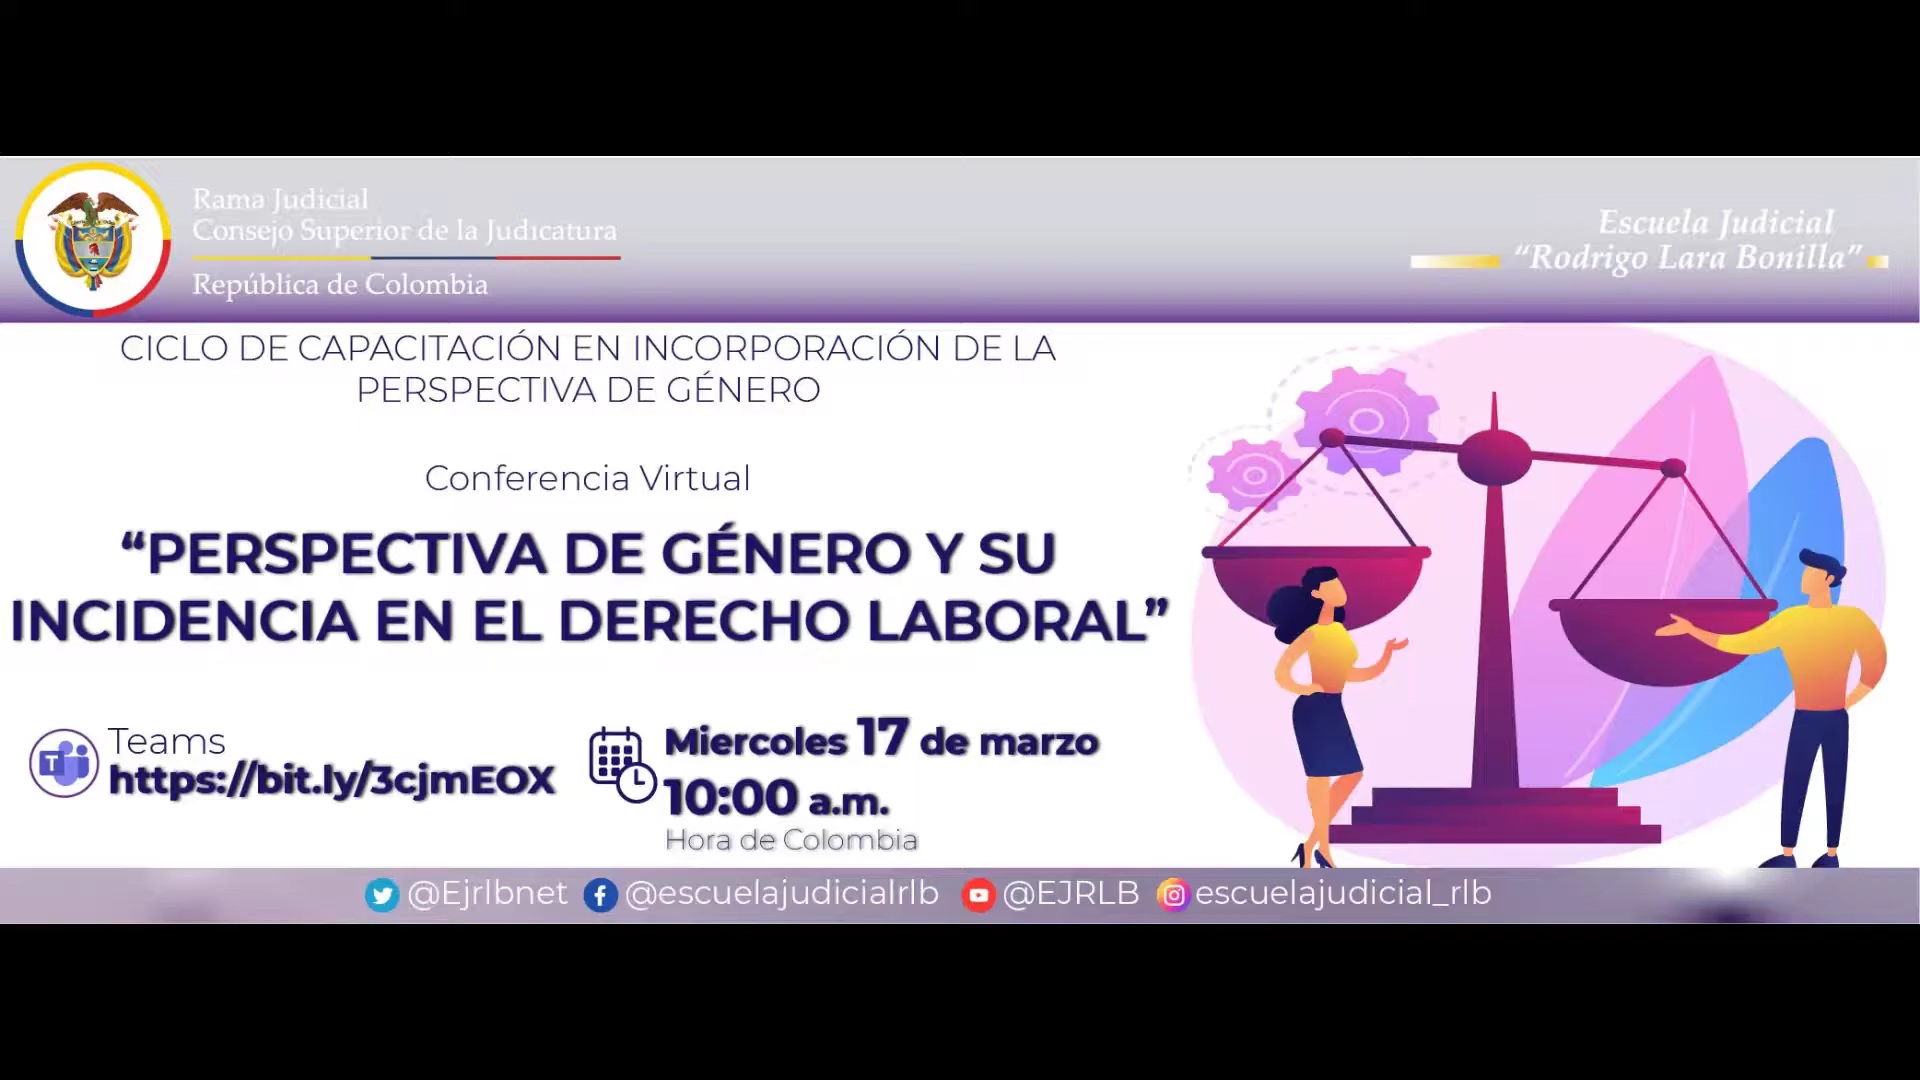 Rama Judicial
Consejo Superior de la Judicatura
República de Colombia
Escuela Judicial
“Rodrigo Lara Bonilla”
CICLO DE CAPACITACIÓN EN INCORPORACIÓN DE LA
PERSPECTIVA DE GÉNERO
Conferencia Virtual
“PERSPECTIVA DE GÉNERO Y SU
INCIDENCIA EN EL DERECHO LABORAL”
Teams
https://bit.ly/3cjmEOX
Miercoles 17 de marzo
10:00 a.m.
Hora de Colombia
@Ejrlbnet @escuelajudicialrlb @EJRLB escuelajudicial_rlb